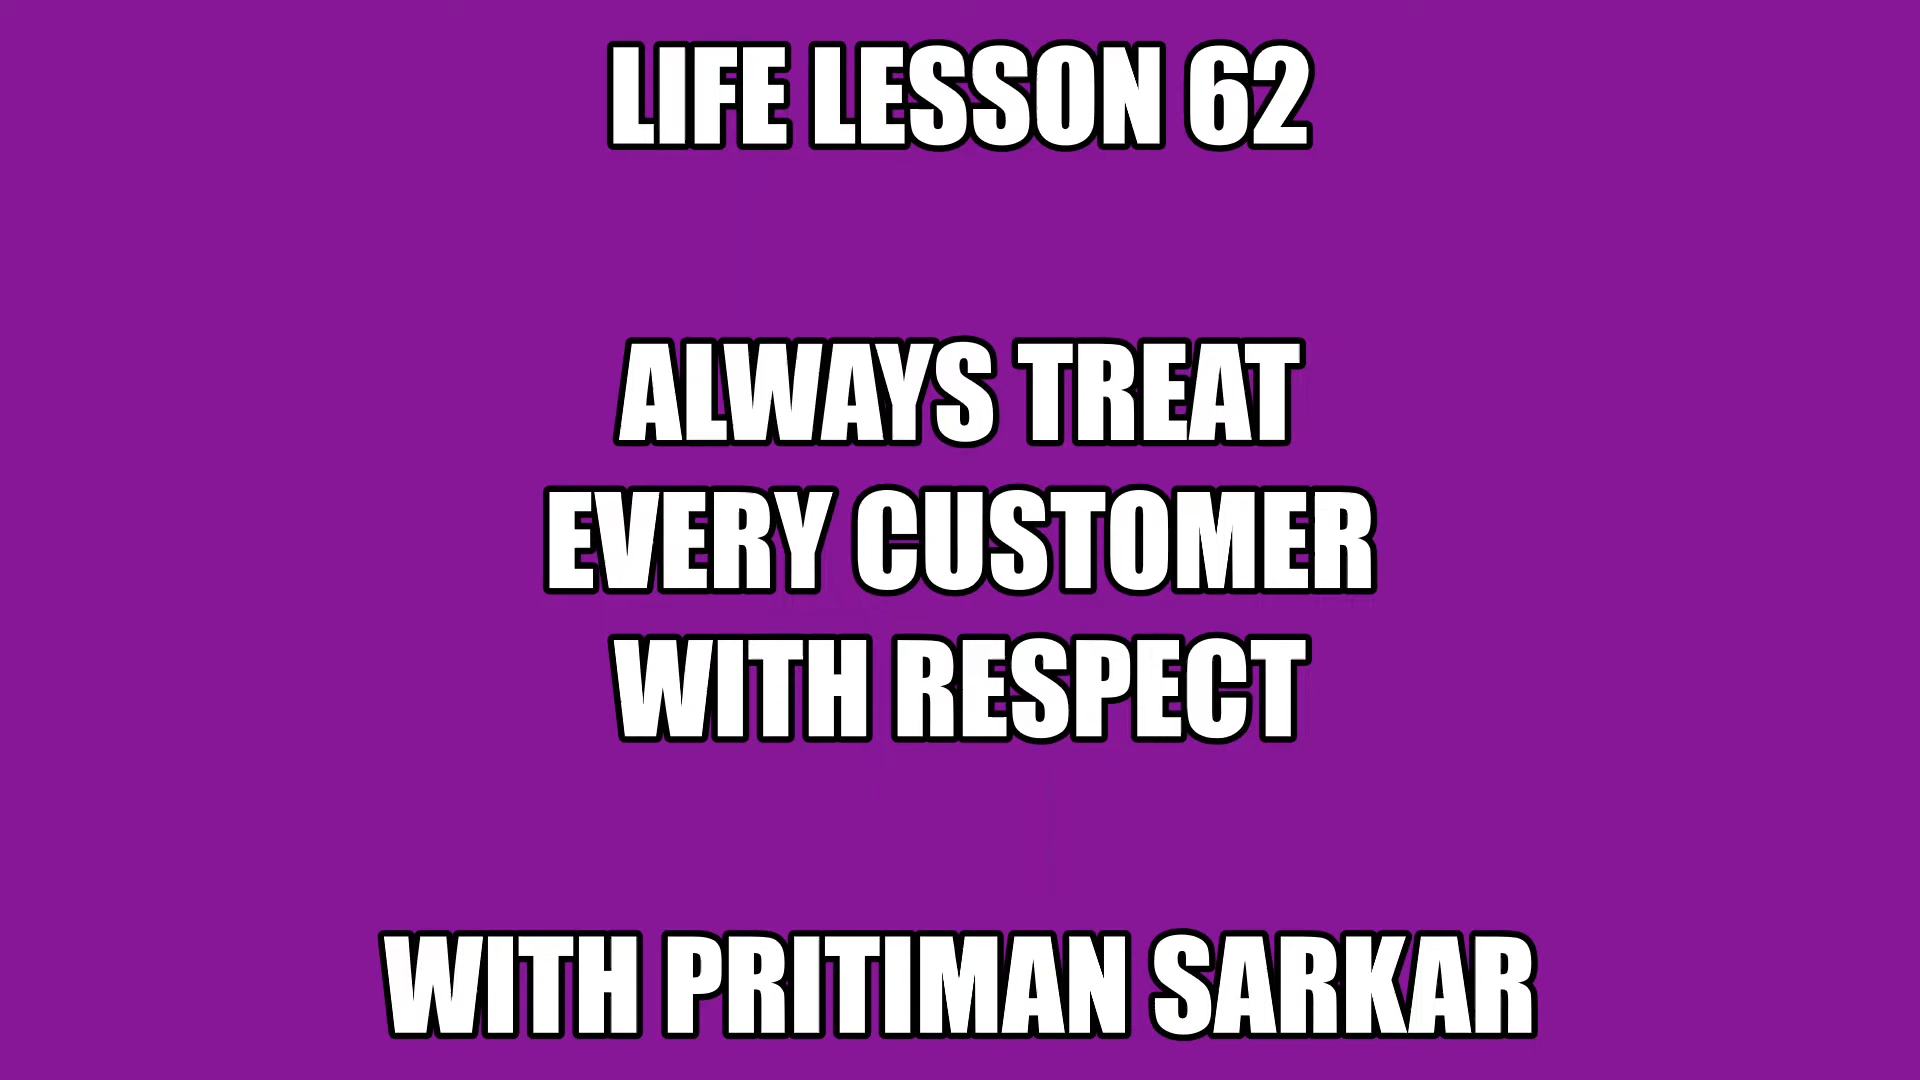 LIFE LESSON 62
ALWAYS TREAT
EVERY CUSTOMER
WITH RESPECT
WITH PRITIMAN SARKAR